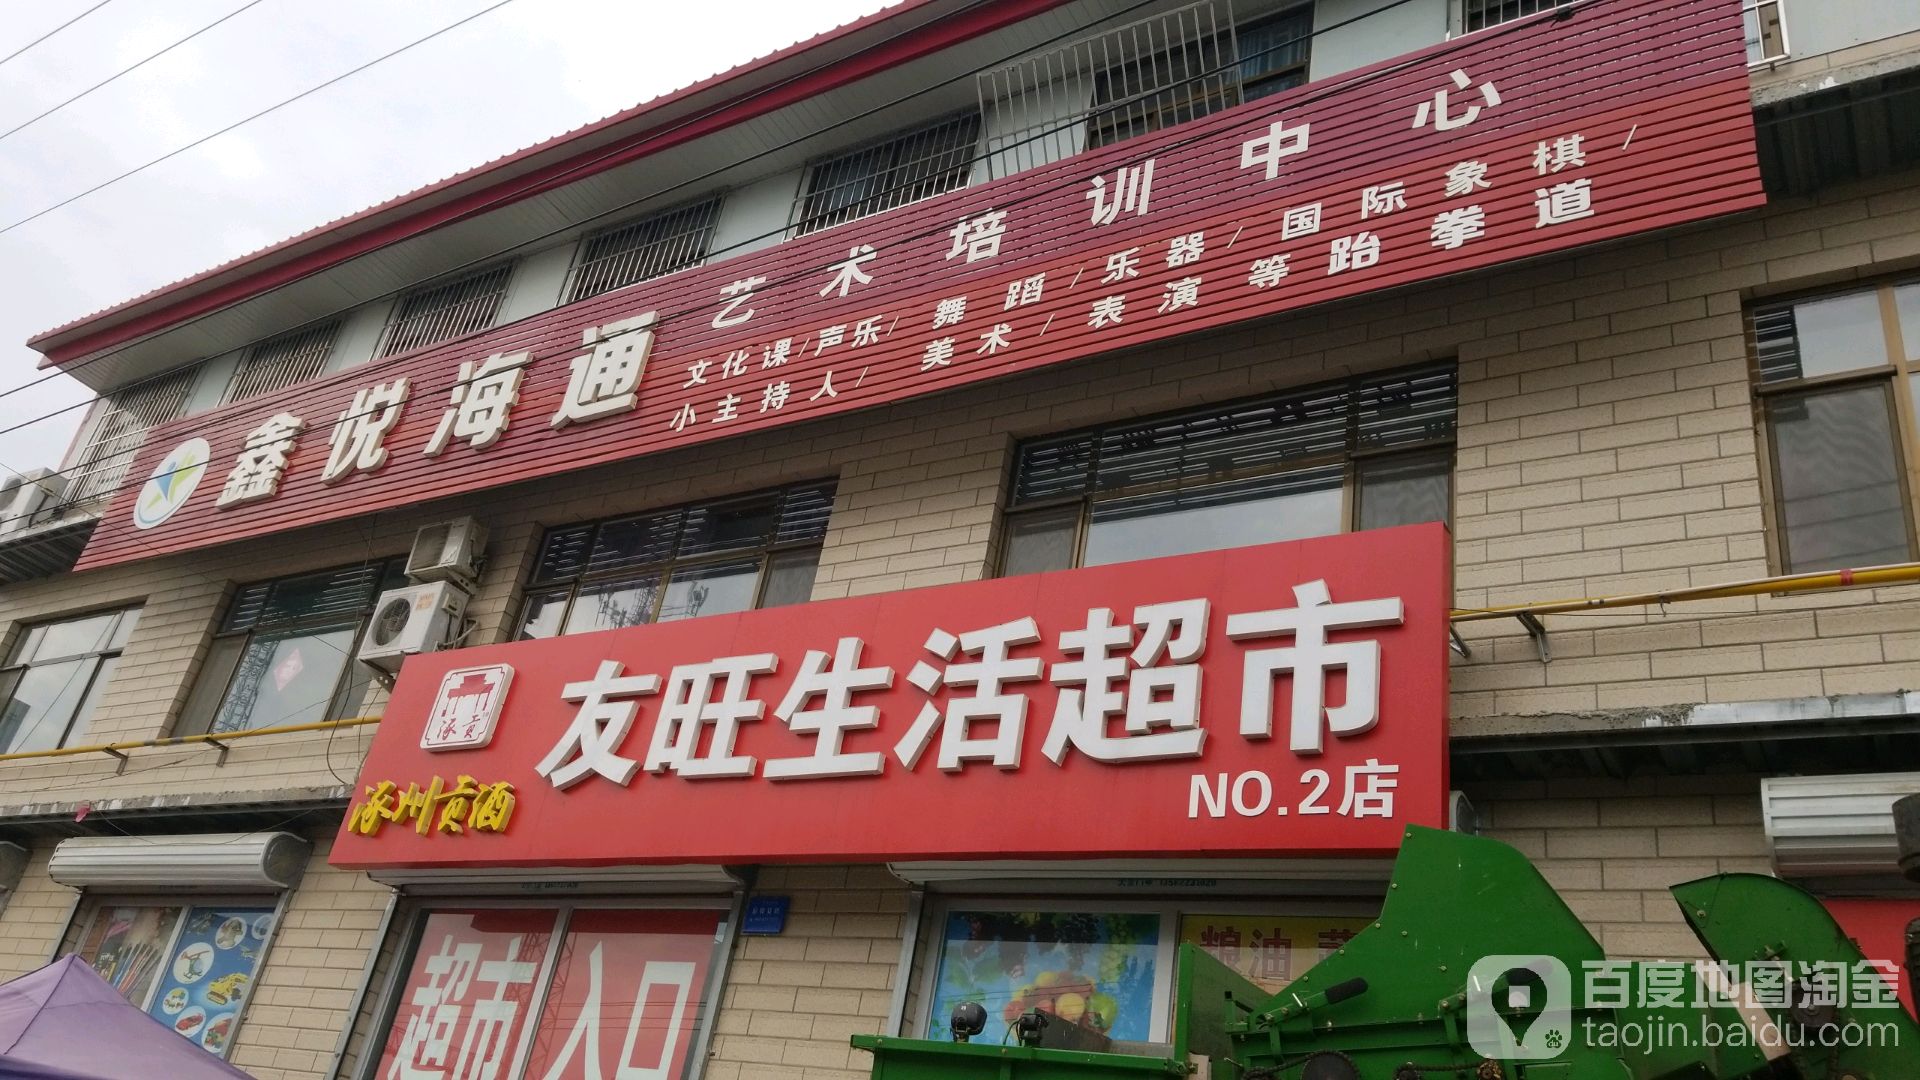 鑫悦海通 艺术培训中心
文化课/声乐/舞蹈/乐器/国际象棋/
小主持人/美术/表演等跆拳道
涿贡
涿州贡酒
友旺生活超市
NO.2店
超市入口
粮油
百度地图淘金
taojin.baidu.com